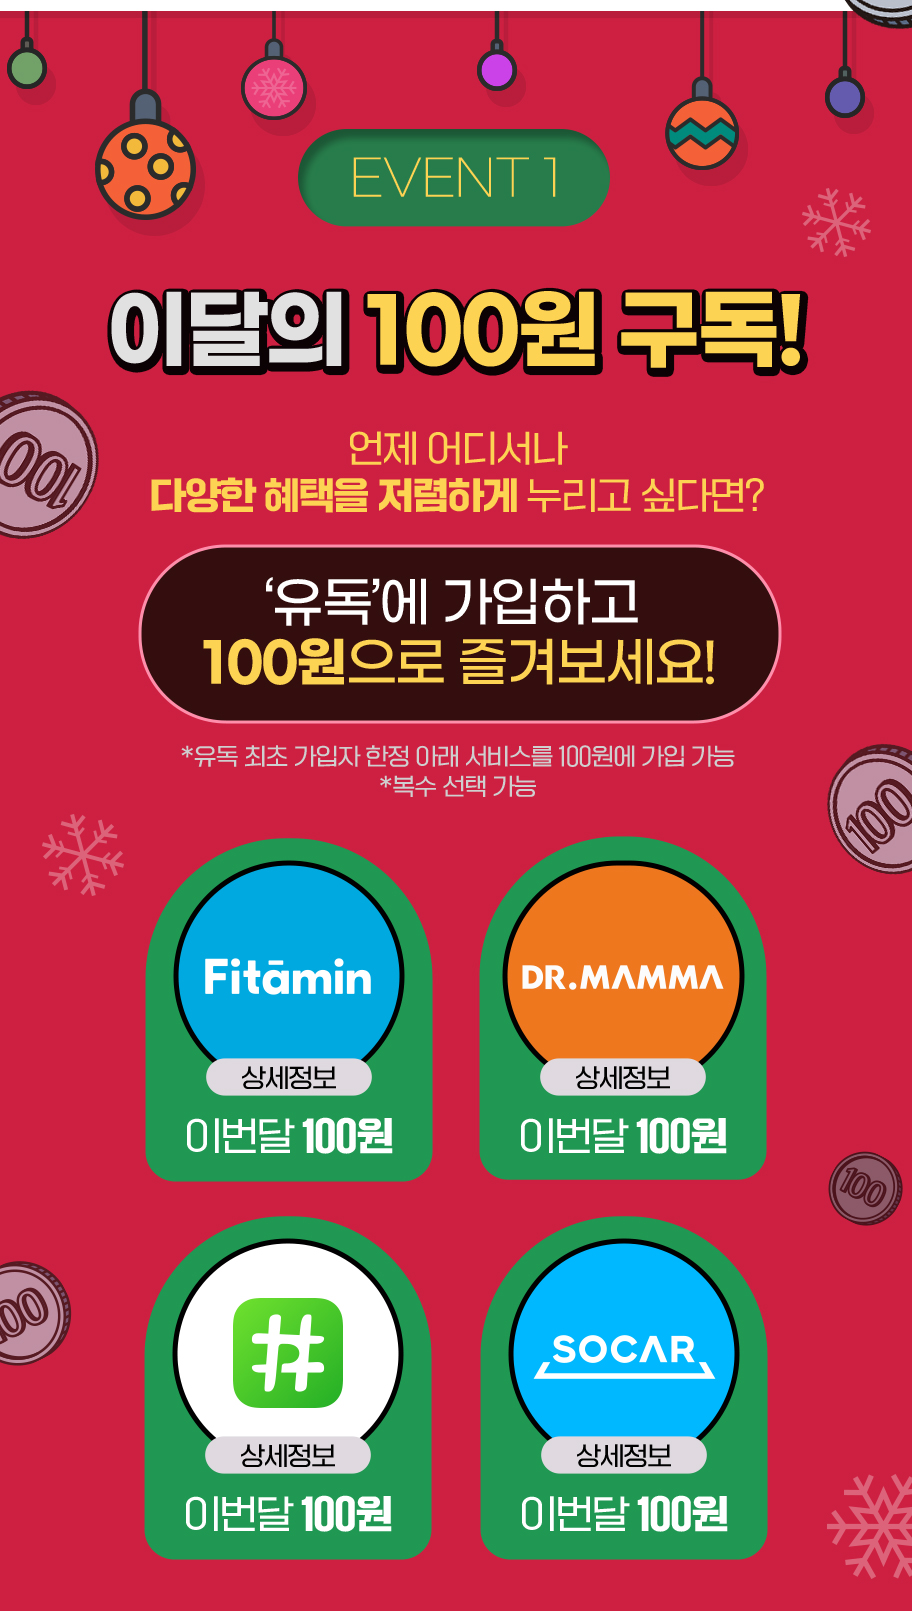 EVENT 1
이달의 100원 구독!
100
언제 어디서나
다양한 혜택을 저렴하게 누리고 싶다면?
‘유독’에 가입하고
100원으로 즐겨보세요!
*유독 최초 가입자 한정 아래 서비스를 100원에 가입 가능
*복수 선택 가능
100
Fitāmin
DR.MAMMA
상세정보
상세정보
이번달 100원
이번달 100원
100
100
#
SOCAR
상세정보
상세정보
이번달 100원
이번달 100원